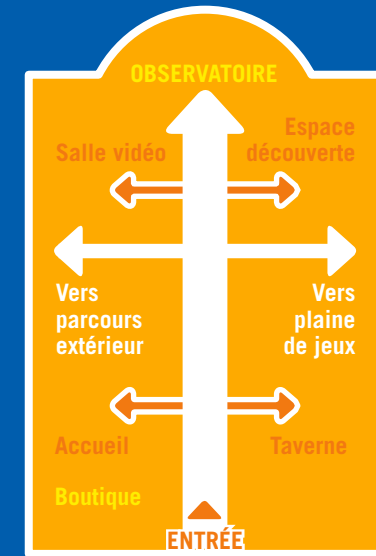 OBSERVATOIRE
Salle vidéo
Espace
découverte
Vers
parcours
extérieur
Vers
plaine
de jeux
Accueil
Taverne
Boutique
ENTRÉE